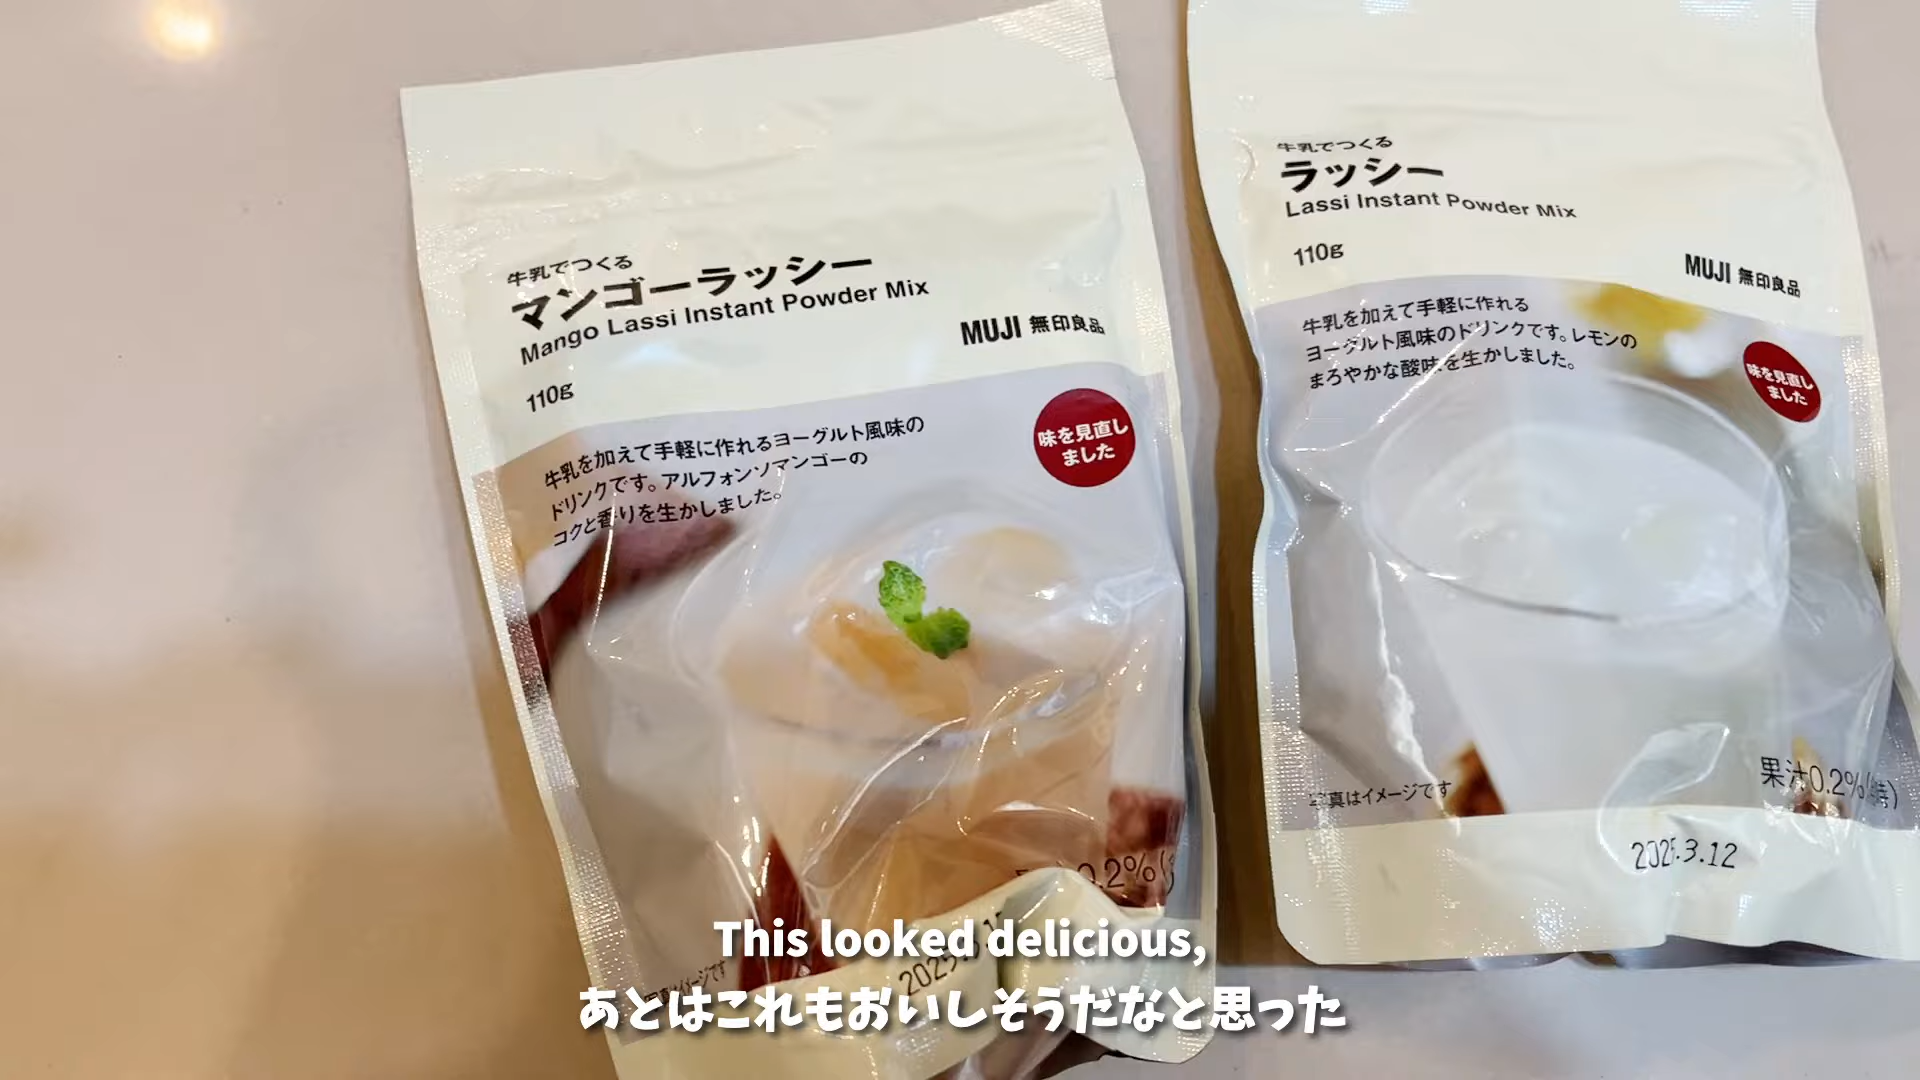 牛乳でつくる
マンゴーラッシー
Mango Lassi Instant Powder Mix
110g
MUJI 無印良品
牛乳を加えて手軽に作れるヨーグルト風味の
ドリンクです。アルフォンソマンゴーの
コクと香りを生かしました。
味を見直し
ました
0.2%
牛乳でつくる
ラッシー
Lassi Instant Powder Mix
110g
MUJI 無印良品
牛乳を加えて手軽に作れる
ヨーグルト風味のドリンクです。レモンの
まろやかな酸味を生かしました。
味を見直し
ました
写真はイメージです
果汁0.2%
2025.3.12
This looked delicious,
あとはこれもおいしそうだなと思った